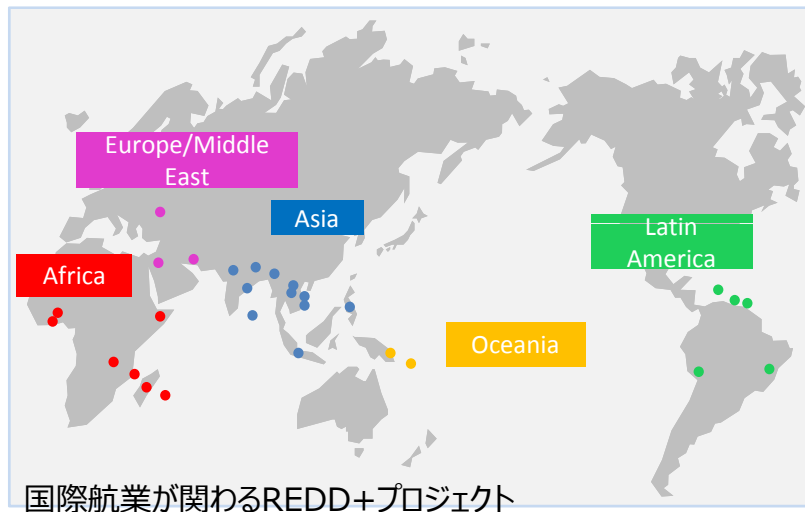 Europe/Middle
East
Asia
Latin
America
Africa
Oceania
国際航業が関わるREDD+プロジェクト